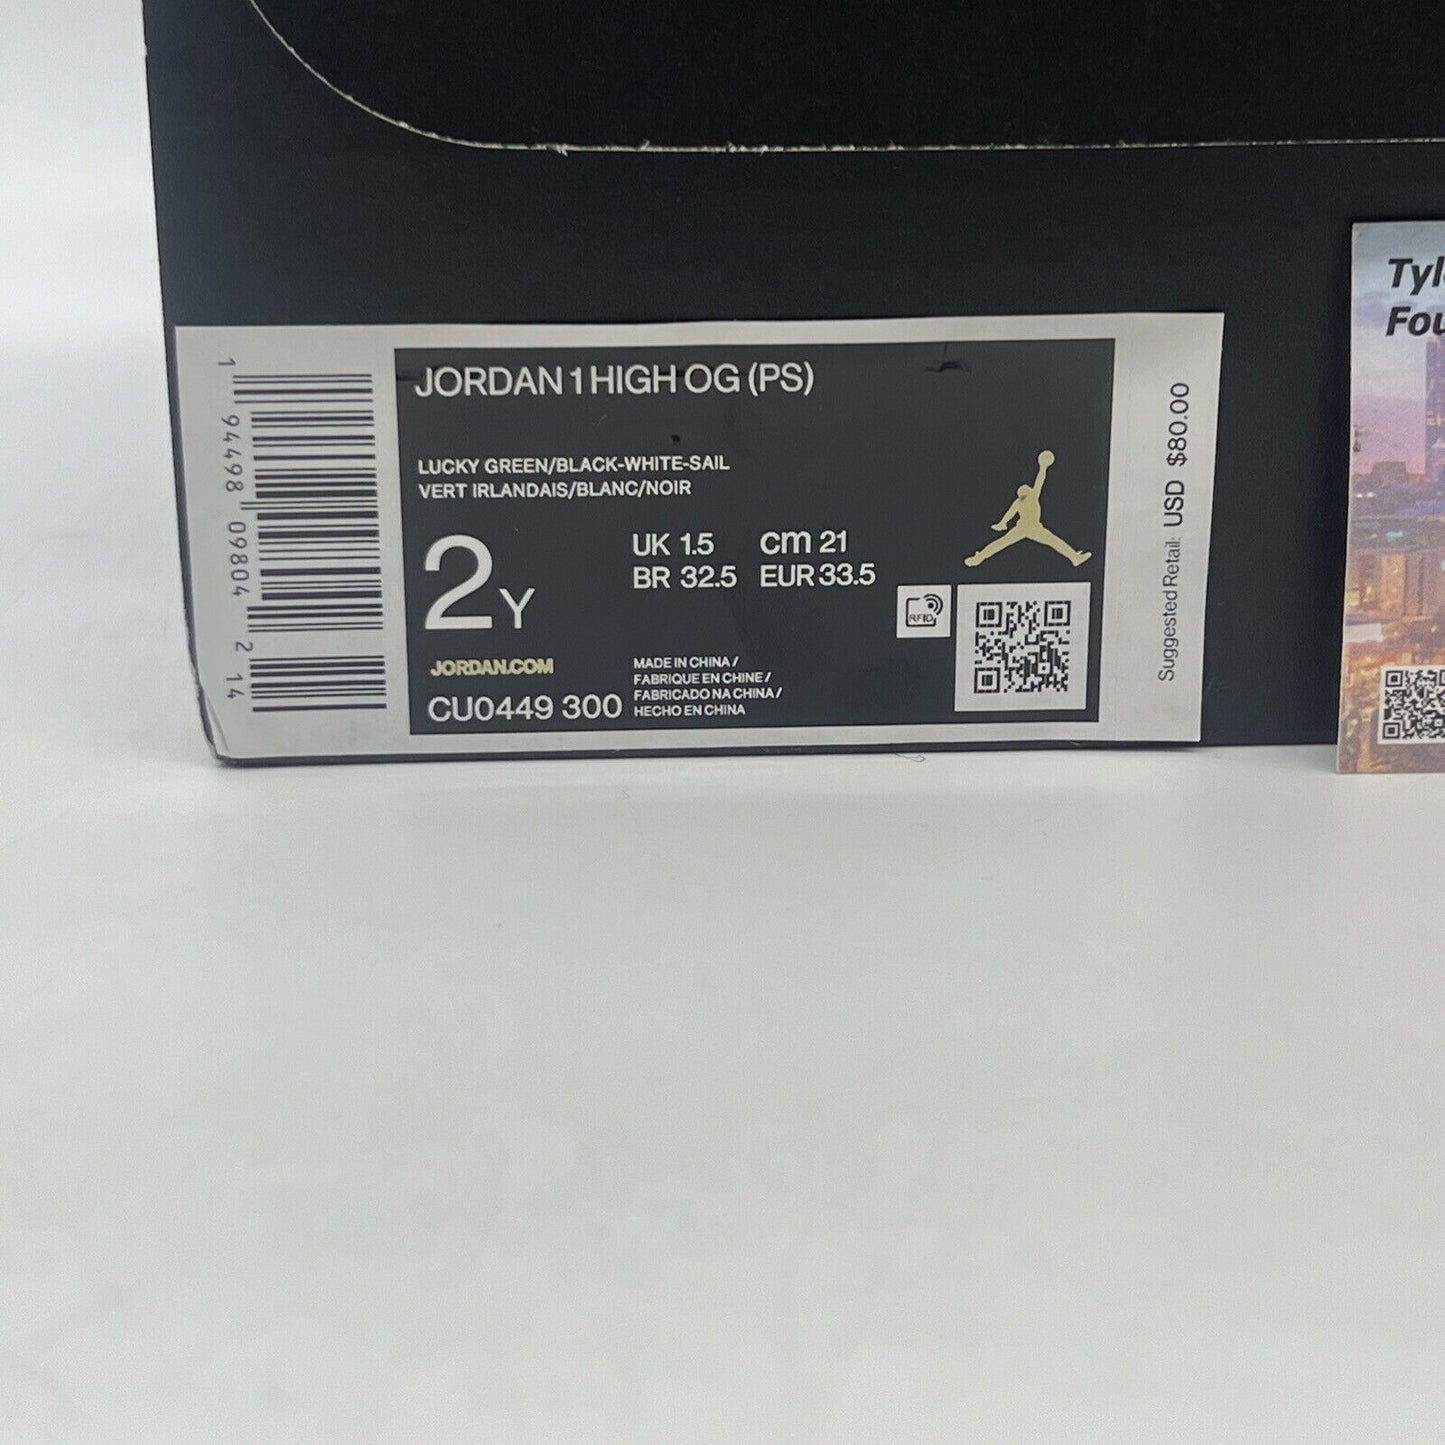 JORDAN 1 HIGH OG (PS)
LUCKY GREEN/BLACK-WHITE-SAIL
VERT IRLANDAIS/BLANC/NOIR
2Y
UK 1.5 cm 21
BR 32.5 EUR 33.5
JORDAN.COM
CU0449 300
MADE IN CHINA /
FABRIQUE EN CHINE /
FABRICADO NA CHINA /
HECHO EN CHINA
RFID
Suggested Retail: USD $80.00
1 94498 09804 2 14